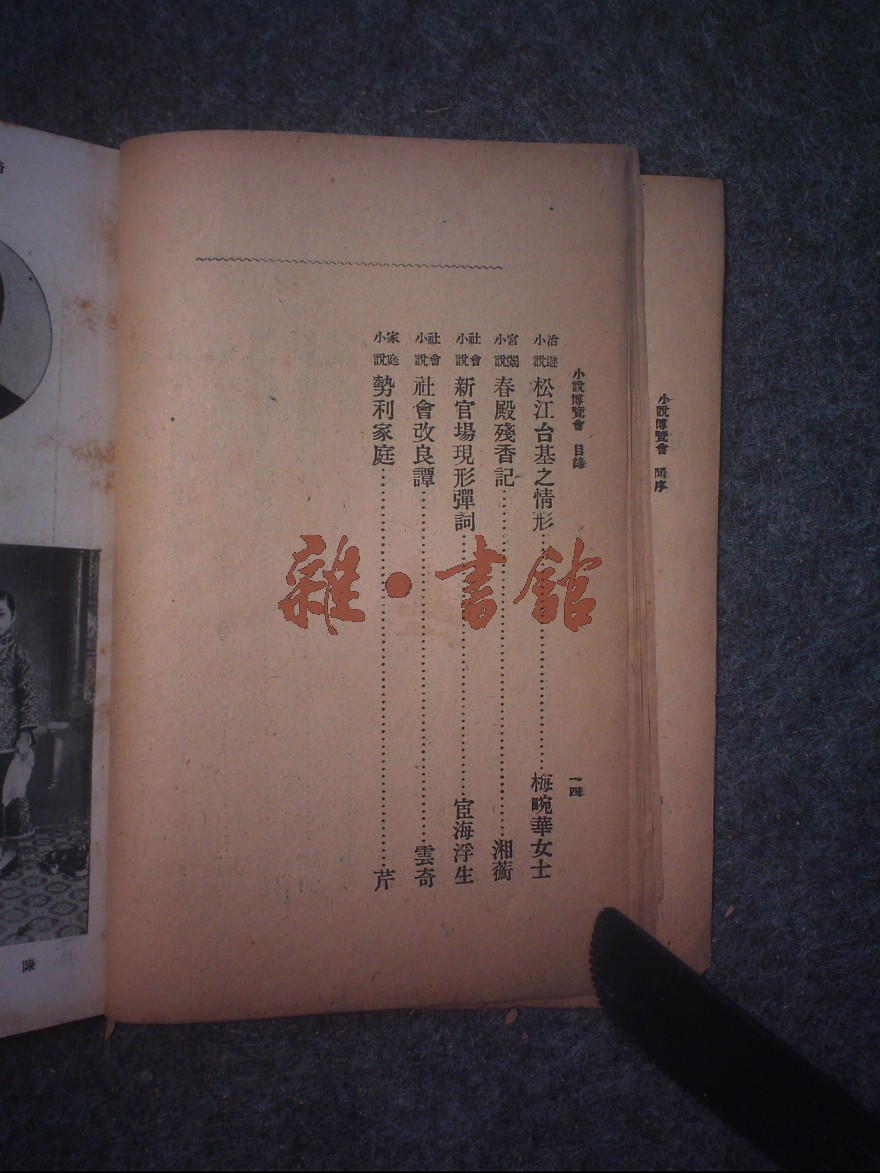 小說博覽會 閻序
小說博覽會 目錄 一四
冶遊小說 松江台基之情形 梅畹華女士
宮闈小說 春殿殘香記 湘蘅
社會小說 新官場現形彈詞 宦海浮生
社會小說 社會改良譚 雲奇
家庭小說 勢利家庭 芹
雜·書館
陳